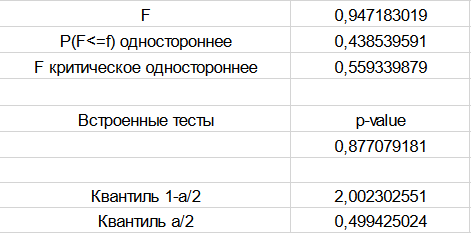 F 0,947183019
P(F<=f) одностороннее 0,438539591
F критическое одностороннее 0,559339879
Встроенные тесты p-value
0,877079181
Квантиль 1-a/2 2,002302551
Квантиль a/2 0,499425024